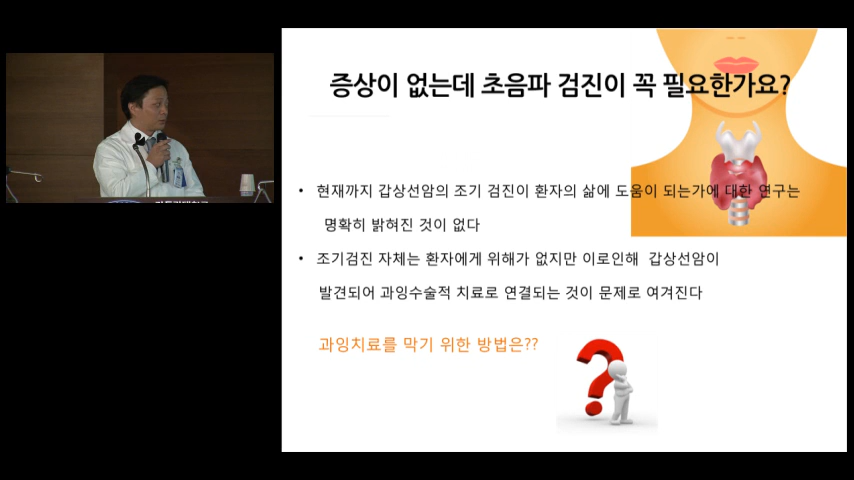 증상이 없는데 초음파 검진이 꼭 필요한가요?
• 현재까지 갑상선암의 조기 검진이 환자의 삶에 도움이 되는가에 대한 연구는
명확히 밝혀진 것이 없다
• 조기검진 자체는 환자에게 위해가 없지만 이로인해 갑상선암이
발견되어 과잉수술적 치료로 연결되는 것이 문제로 여겨진다
과잉치료를 막기 위한 방법은??